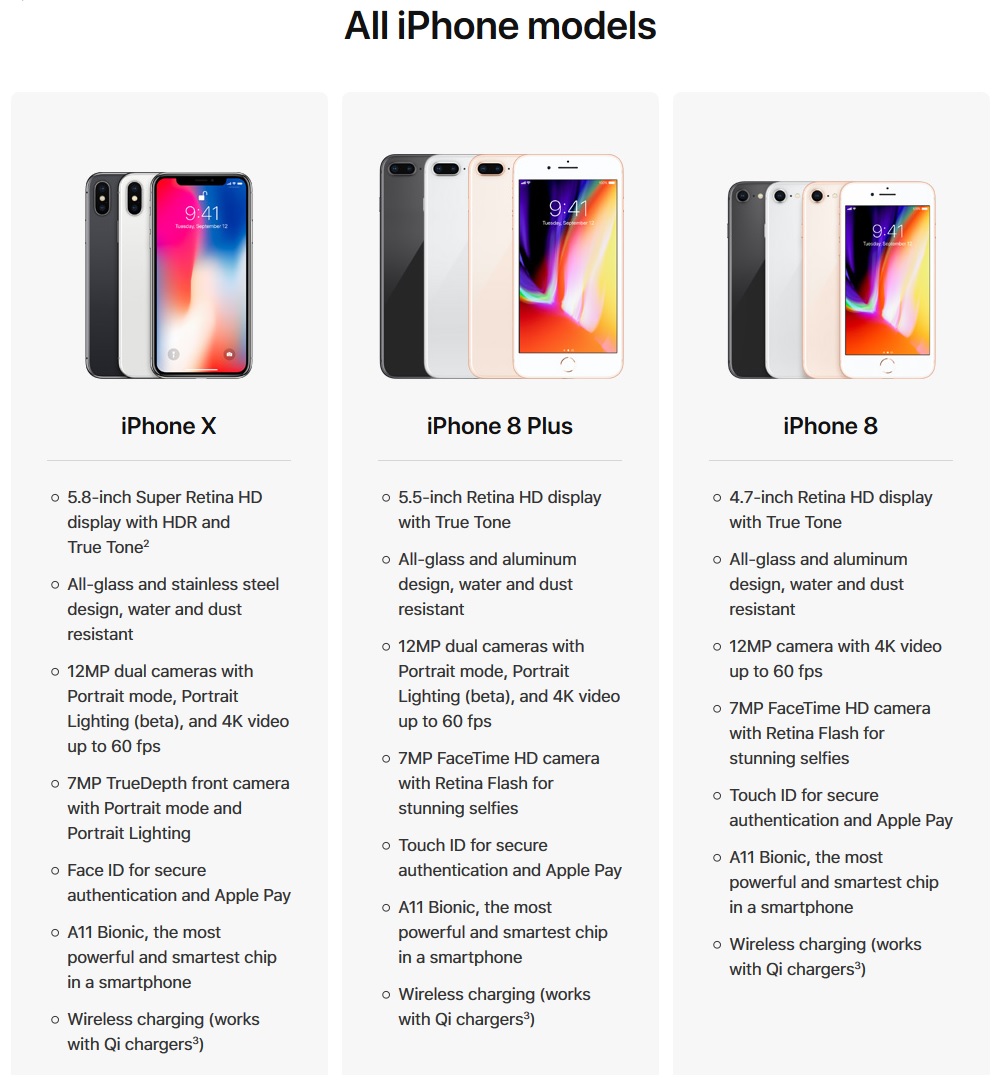 All iPhone models
9:41
Tuesday, September 12
9:41
Tuesday, September 12
9:41
Tuesday, September 12
iPhone X
5.8-inch Super Retina HD
display with HDR and
True Tone²
All-glass and stainless steel
design, water and dust
resistant
12MP dual cameras with
Portrait mode, Portrait
Lighting (beta), and 4K video
up to 60 fps
7MP TrueDepth front camera
with Portrait mode and
Portrait Lighting
Face ID for secure
authentication and Apple Pay
A11 Bionic, the most
powerful and smartest chip
in a smartphone
Wireless charging (works
with Qi chargers³)
iPhone 8 Plus
5.5-inch Retina HD display
with True Tone
All-glass and aluminum
design, water and dust
resistant
12MP dual cameras with
Portrait mode, Portrait
Lighting (beta), and 4K video
up to 60 fps
7MP FaceTime HD camera
with Retina Flash for
stunning selfies
Touch ID for secure
authentication and Apple Pay
A11 Bionic, the most
powerful and smartest chip
in a smartphone
Wireless charging (works
with Qi chargers³)
iPhone 8
4.7-inch Retina HD display
with True Tone
All-glass and aluminum
design, water and dust
resistant
12MP camera with 4K video
up to 60 fps
7MP FaceTime HD camera
with Retina Flash for
stunning selfies
Touch ID for secure
authentication and Apple Pay
A11 Bionic, the most
powerful and smartest chip
in a smartphone
Wireless charging (works
with Qi chargers³)